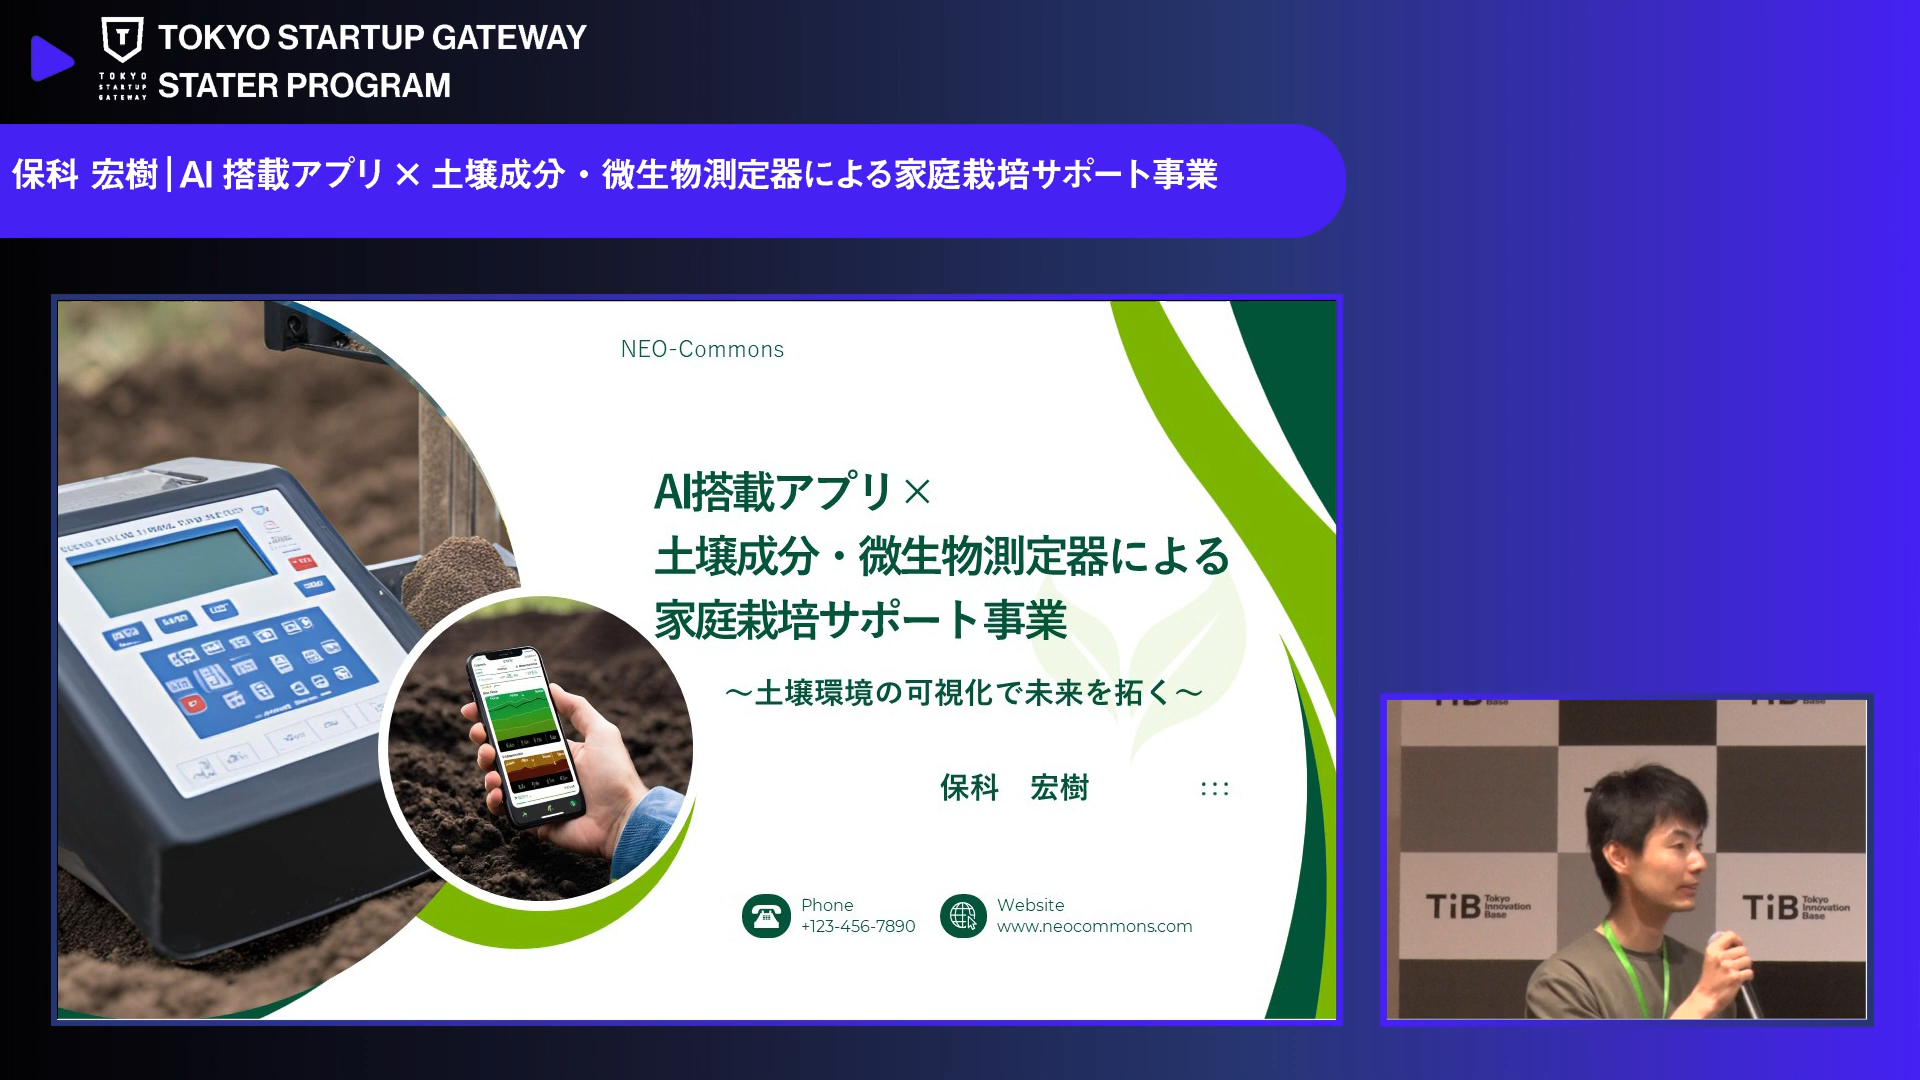 TOKYO STARTUP GATEWAY
STATER PROGRAM
T
TOKYO
STARTUP
GATEWAY
保科 宏樹|AI 搭載アプリ × 土壌成分・微生物測定器による家庭栽培サポート事業
NEO-Commons
AI搭載アプリ×
土壌成分・微生物測定器による
家庭栽培サポート事業
～土壌環境の可視化で未来を拓く～
保科　宏樹
Phone
+123-456-7890
Website
www.neocommons.com
TiB Base
TiB Base
TiB Tokyo Innovation Base
TiB Tokyo Innovation Base